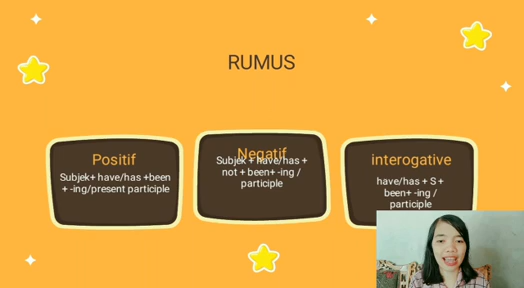 RUMUS
Positif
Subjek+ have/has +been
+ -ing/present participle
Negatif
Subjek + have/has +
not + been+ -ing /
participle
interogative
have/has + S +
been+ -ing /
participle